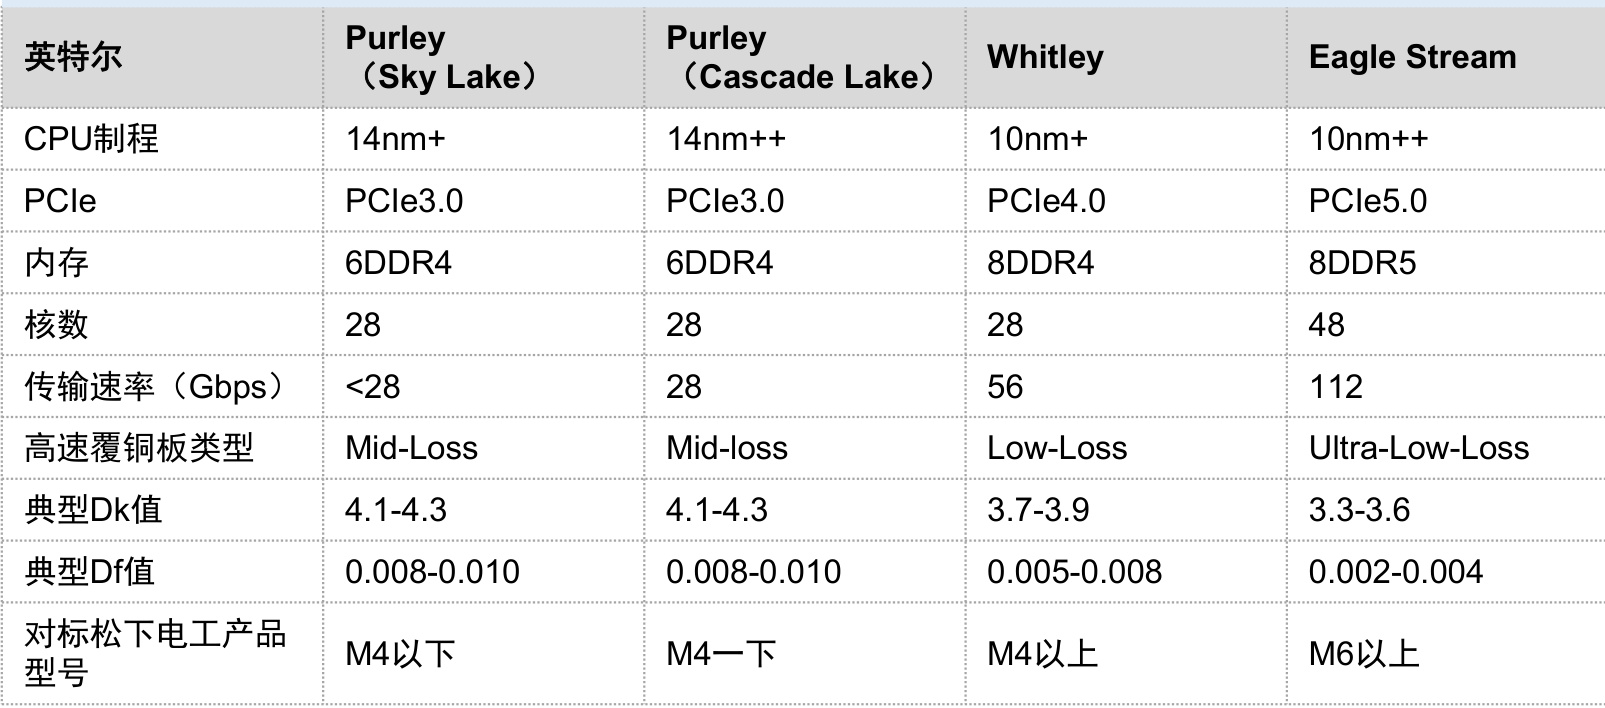 英特尔 Purley （Sky Lake） Purley （Cascade Lake） Whitley Eagle Stream
CPU制程 14nm+ 14nm++ 10nm+ 10nm++
PCIe PCIe3.0 PCIe3.0 PCIe4.0 PCIe5.0
内存 6DDR4 6DDR4 8DDR4 8DDR5
核数 28 28 28 48
传输速率（Gbps） <28 28 56 112
高速覆铜板类型 Mid-Loss Mid-loss Low-Loss Ultra-Low-Loss
典型Dk值 4.1-4.3 4.1-4.3 3.7-3.9 3.3-3.6
典型Df值 0.008-0.010 0.008-0.010 0.005-0.008 0.002-0.004
对标松下电工产品型号 M4以下 M4一下 M4以上 M6以上